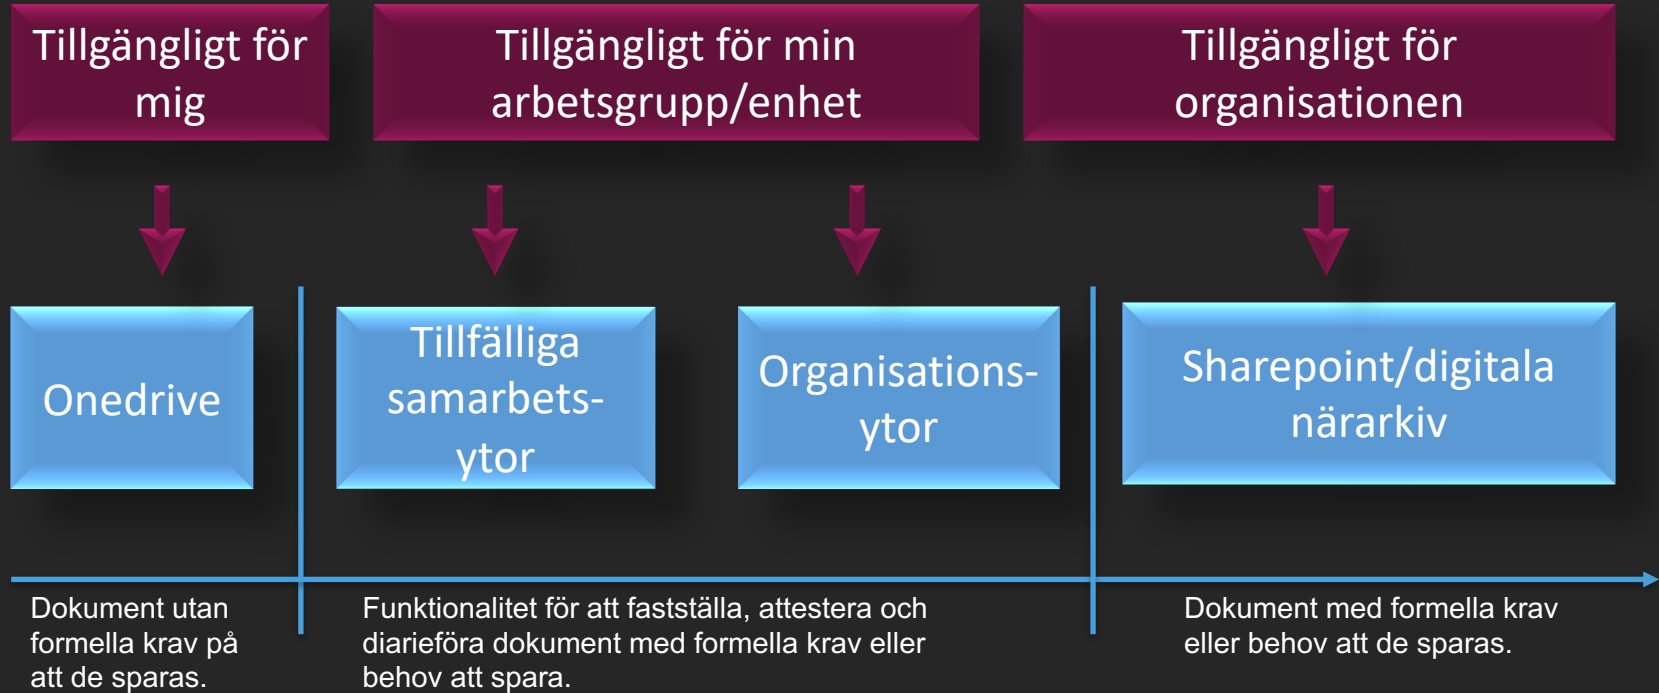 Tillgängligt för
mig
Tillgängligt för min
arbetsgrupp/enhet
Tillgängligt för
organisationen
Onedrive
Tillfälliga
samarbets-
ytor
Organisations-
ytor
Sharepoint/digitala
närarkiv
Dokument utan
formella krav på
att de sparas.
Funktionalitet för att fastställa, attestera och
diarieföra dokument med formella krav eller
behov att spara.
Dokument med formella krav
eller behov att de sparas.